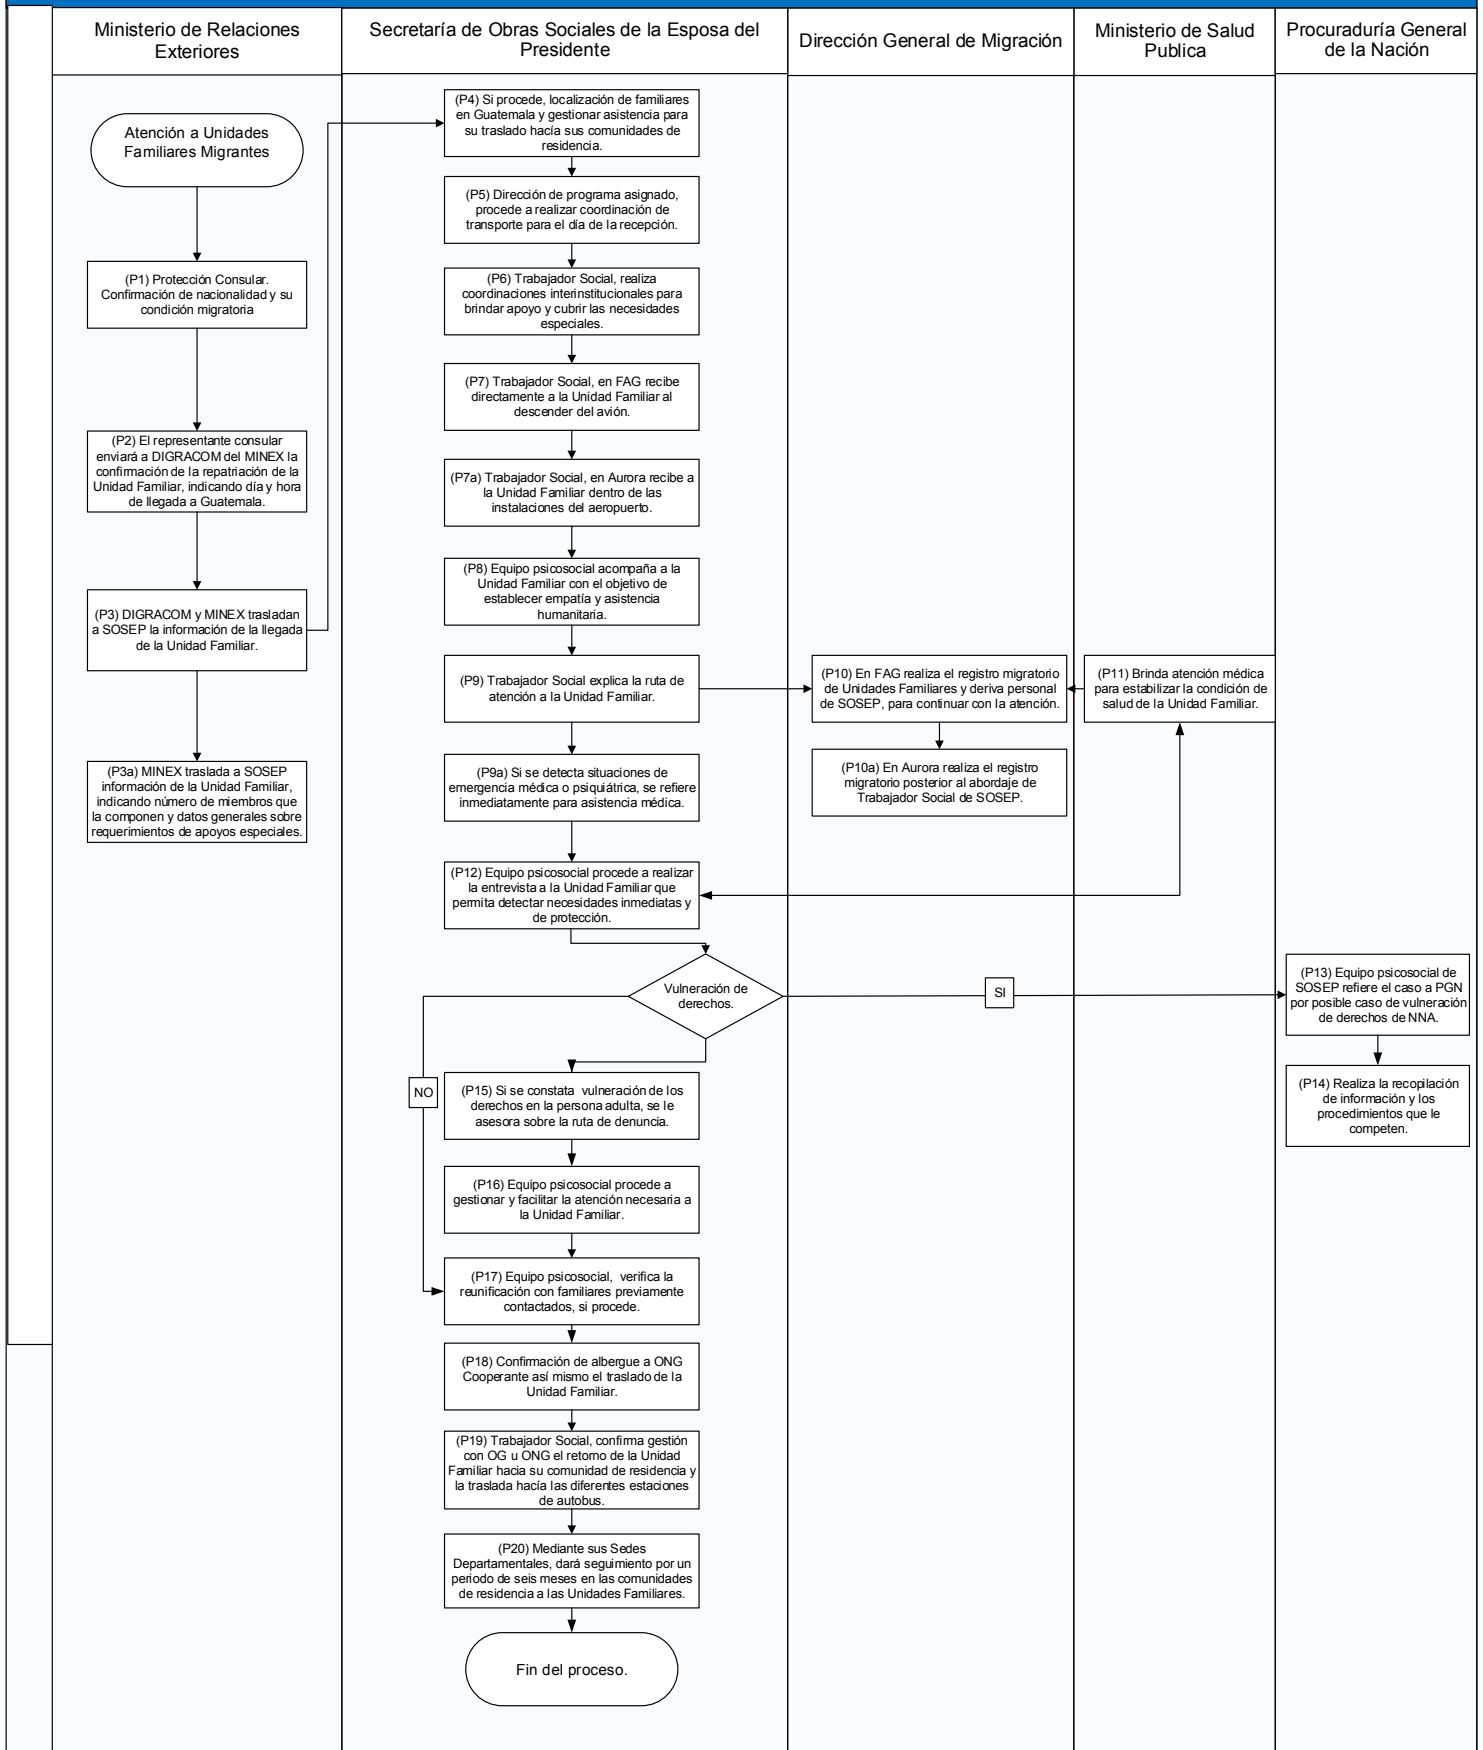 Ministerio de Relaciones
Exteriores
Secretaría de Obras Sociales de la Esposa del
Presidente
Dirección General de Migración
Ministerio de Salud
Publica
Procuraduría General
de la Nación
Atención a Unidades
Familiares Migrantes
(P1) Protección Consular.
Confirmación de nacionalidad y su
condición migratoria
(P2) El representante consular
enviará a DIGRACOM del MINEX la
confirmación de la repatriación de la
Unidad Familiar, indicando día y hora
de llegada a Guatemala.
(P3) DIGRACOM y MINEX trasladan
a SOSEP la información de la llegada
de la Unidad Familiar.
(P3a) MINEX traslada a SOSEP
información de la Unidad Familiar,
indicando número de miembros que
la componen y datos generales sobre
requerimientos de apoyos especiales.
(P4) Si procede, localización de familiares
en Guatemala y gestionar asistencia para
su traslado hacía sus comunidades de
residencia.
(P5) Dirección de programa asignado,
procede a realizar coordinación de
transporte para el día de la recepción.
(P6) Trabajador Social, realiza
coordinaciones interinstitucionales para
brindar apoyo y cubrir las necesidades
especiales.
(P7) Trabajador Social, en FAG recibe
directamente a la Unidad Familiar al
descender del avión.
(P7a) Trabajador Social, en Aurora recibe a
la Unidad Familiar dentro de las
instalaciones del aeropuerto.
(P8) Equipo psicosocial acompaña a la
Unidad Familiar con el objetivo de
establecer empatía y asistencia
humanitaria.
(P9) Trabajador Social explica la ruta de
atención a la Unidad Familiar.
(P10) En FAG realiza el registro migratorio
de Unidades Familiares y deriva personal
de SOSEP, para continuar con la atención.
(P11) Brinda atención médica
para estabilizar la condición de
salud de la Unidad Familiar.
(P9a) Si se detecta situaciones de
emergencia médica o psiquiátrica, se refiere
inmediatamente para asistencia médica.
(P10a) En Aurora realiza el registro
migratorio posterior al abordaje de
Trabajador Social de SOSEP.
(P12) Equipo psicosocial procede a realizar
la entrevista a la Unidad Familiar que
permita detectar necesidades inmediatas y
de protección.
Vulneración de
derechos.
SI
(P13) Equipo psicosocial de
SOSEP refiere el caso a PGN
por posible caso de vulneración
de derechos de NNA.
(P14) Realiza la recopilación
de información y los
procedimientos que le
competen.
NO
(P15) Si se constata vulneración de los
derechos en la persona adulta, se le
asesora sobre la ruta de denuncia.
(P16) Equipo psicosocial procede a
gestionar y facilitar la atención necesaria a
la Unidad Familiar.
(P17) Equipo psicosocial, verifica la
reunificación con familiares previamente
contactados, si procede.
(P18) Confirmación de albergue a ONG
Cooperante así mismo el traslado de la
Unidad Familiar.
(P19) Trabajador Social, confirma gestión
con OG u ONG el retorno de la Unidad
Familiar hacia su comunidad de residencia y
la traslada hacía las diferentes estaciones
de autobus.
(P20) Mediante sus Sedes
Departamentales, dará seguimiento por un
periodo de seis meses en las comunidades
de residencia a las Unidades Familiares.
Fin del proceso.